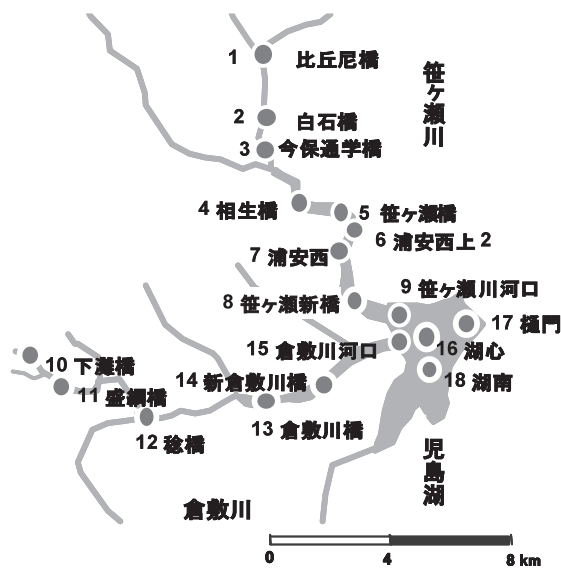 1 比丘尼橋
2 白石橋
3 今保通学橋
笹ヶ瀬川
4 相生橋
5 笹ヶ瀬橋
6 浦安西上2
7 浦安西
8 笹ヶ瀬新橋
9 笹ヶ瀬川河口
17 樋門
15 倉敷川河口
16 湖心
10 下灘橋
14 新倉敷川橋
18 湖南
11 盛綱橋
13 倉敷川橋
12 稔橋
児島湖
倉敷川
0 4 8 km